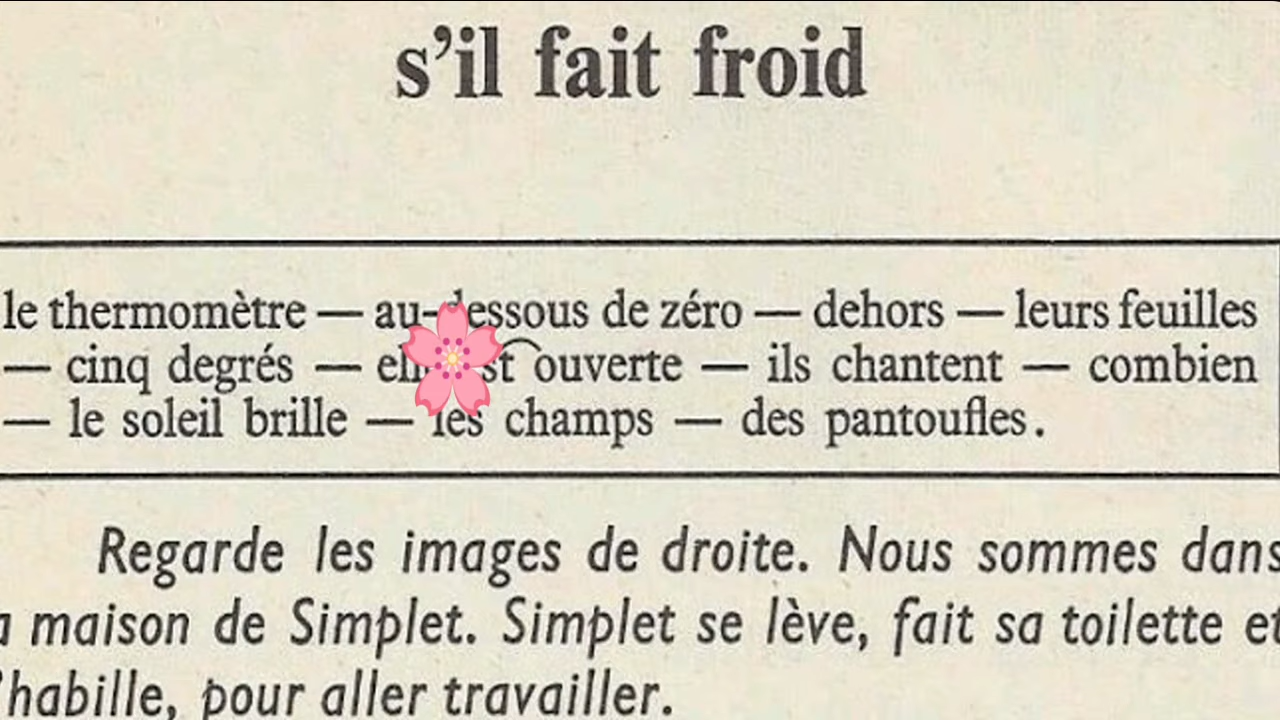 s’il fait froid
le thermomètre — au-dessous de zéro — dehors — leurs feuilles
— cinq degrés — ouverte — ils chantent — combien
— le soleil brille — les champs — des pantoufles.
Regarde les images de droite. Nous sommes dans
maison de Simplet. Simplet se lève, fait sa toilette et
’habille, pour aller travailler.